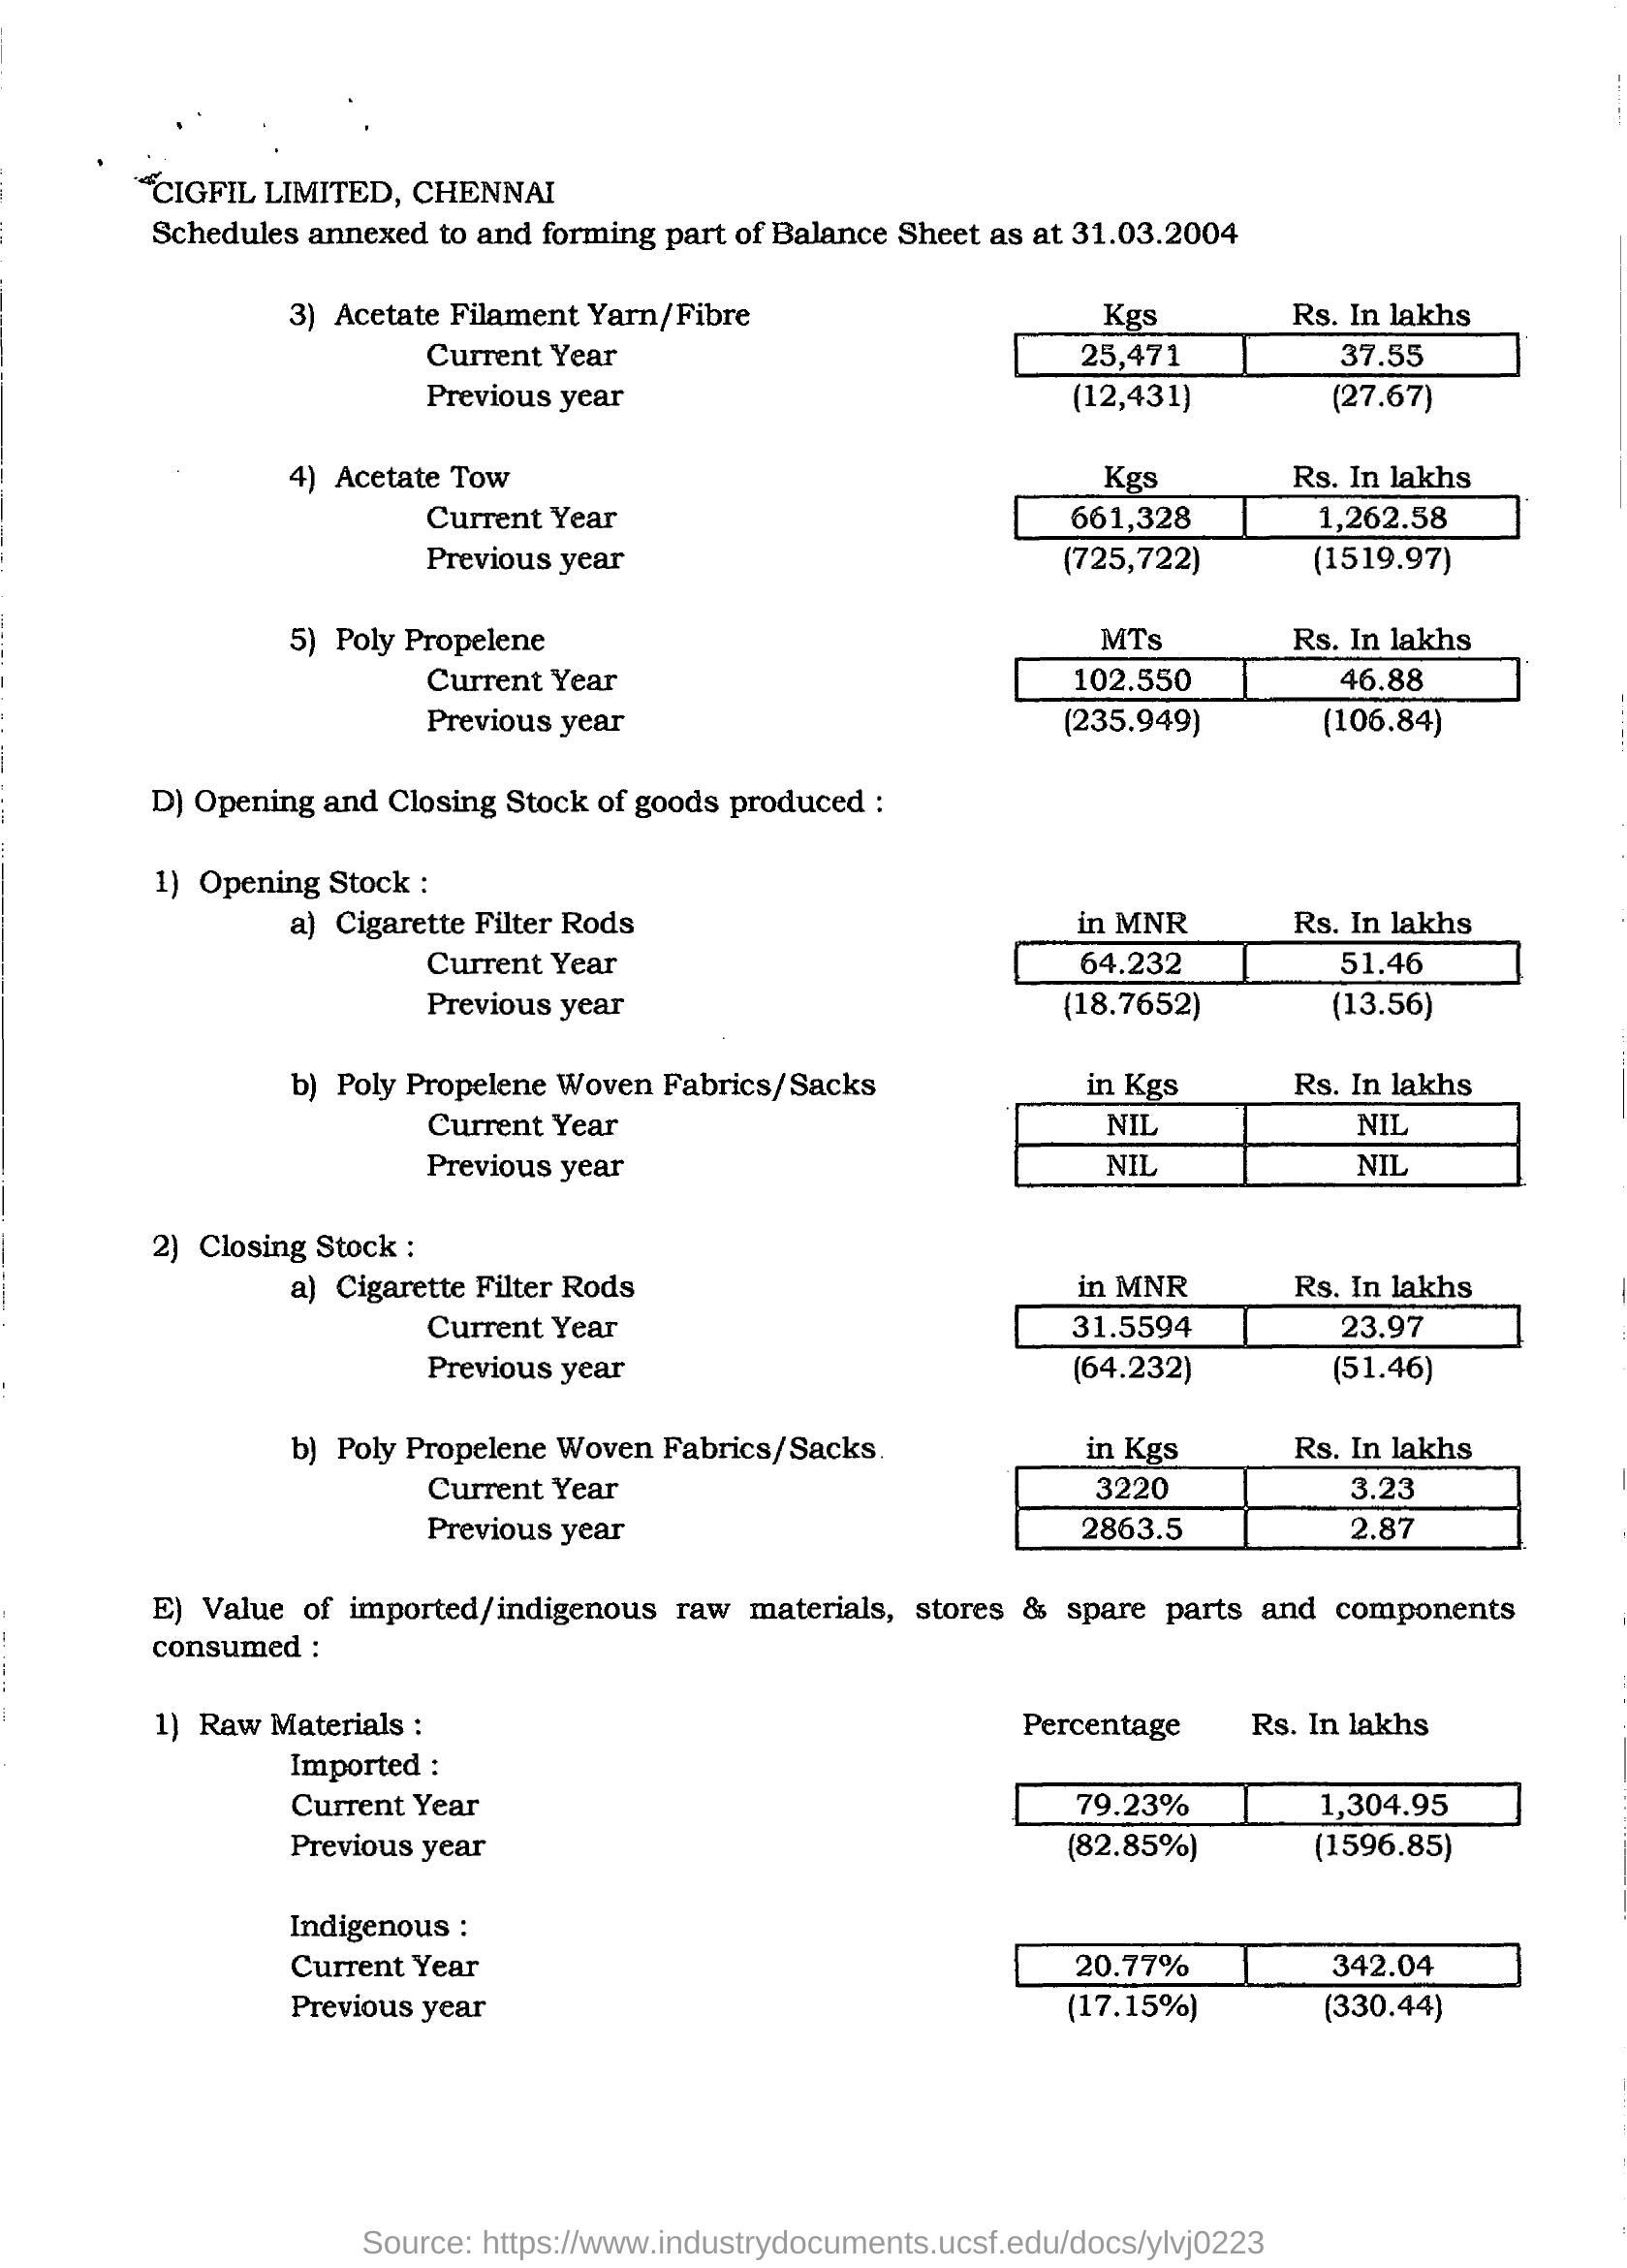 CIGFIL LIMITED, CHENNAI
Schedules annexed to and forming part of Balance Sheet as at 31.03.2004
3) Acetate Filament Yarn/Fibre Kgs Rs. In lakhs
Current Year 25,471 37.55
Previous year (12,431) (27.67)
4) Acetate Tow Kgs Rs. In lakhs
Current Year 661,328 1,262.58
Previous year (725,722) (1519.97)
5) Poly Propelene MTs Rs. In lakhs
Current Year 102.550 46.88
Previous year (235.949) (106.84)
D) Opening and Closing Stock of goods produced :
1) Opening Stock :
a) Cigarette Filter Rods in MNR Rs. In lakhs
Current Year 64.232 51.46
Previous year (18.7652) (13.56)
b) Poly Propelene Woven Fabrics/Sacks in Kgs Rs. In lakhs
Current Year NIL NIL
Previous year NIL NIL
2) Closing Stock :
a) Cigarette Filter Rods in MNR Rs. In lakhs
Current Year 31.5594 23.97
Previous year (64.232) (51.46)
b) Poly Propelene Woven Fabrics/Sacks in Kgs Rs. In lakhs
Current Year 3220 3.23
Previous year 2863.5 2.87
E) Value of imported/indigenous raw materials, stores & spare parts and components
consumed :
1) Raw Materials : Percentage Rs. In lakhs
Imported :
Current Year 79.23% 1,304.95
Previous year (82.85%) (1596.85)
Indigenous :
Current Year 20.77% 342.04
Previous year (17.15%) (330.44)
Source: https://www.industrydocuments.ucsf.edu/docs/ylvj0223